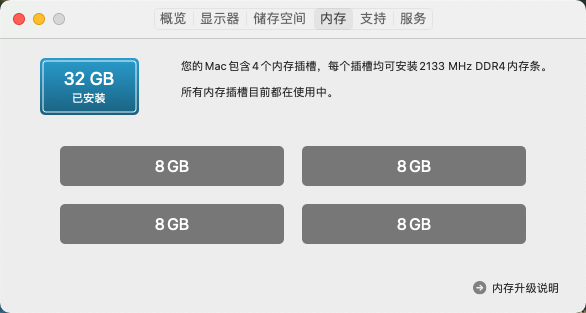 概览 显示器 储存空间 内存 支持 服务
32 GB
已安装
您的 Mac 包含 4 个内存插槽，每个插槽均可安装 2133 MHz DDR4 内存条。
所有内存插槽目前都在使用中。
8 GB 8 GB
8 GB 8 GB
内存升级说明